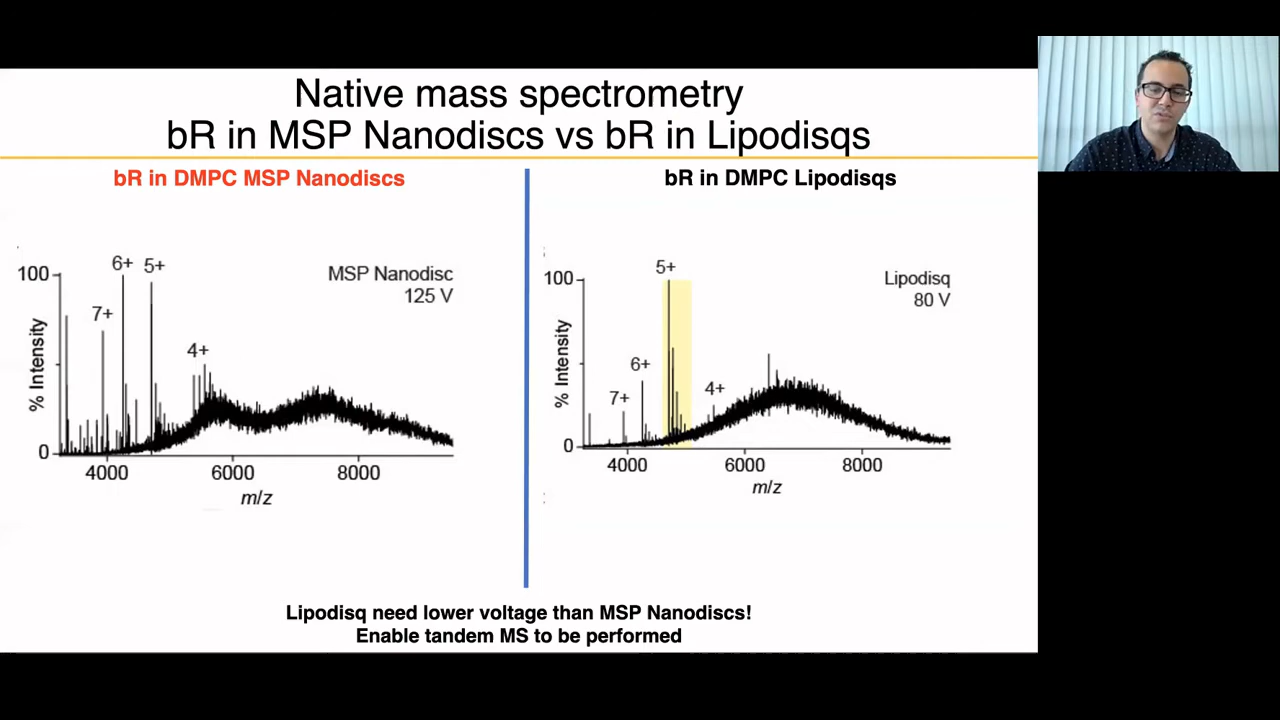 Native mass spectrometry
bR in MSP Nanodiscs vs bR in Lipodisqs
bR in DMPC MSP Nanodiscs
100
6+
5+
7+
4+
MSP Nanodisc
125 V
% Intensity
0
4000
6000
8000
m/z
bR in DMPC Lipodisqs
100
5+
6+
7+
4+
Lipodisq
80 V
% Intensity
0
4000
6000
8000
m/z
Lipodisq need lower voltage than MSP Nanodiscs!
Enable tandem MS to be performed